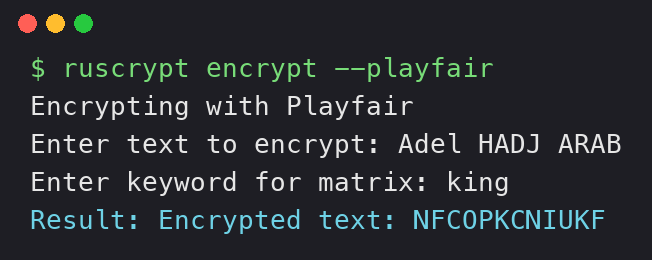 $ ruscrypt encrypt --playfair
Encrypting with Playfair
Enter text to encrypt: Adel HADJ ARAB
Enter keyword for matrix: king
Result: Encrypted text: NFCOPKCNIUKF